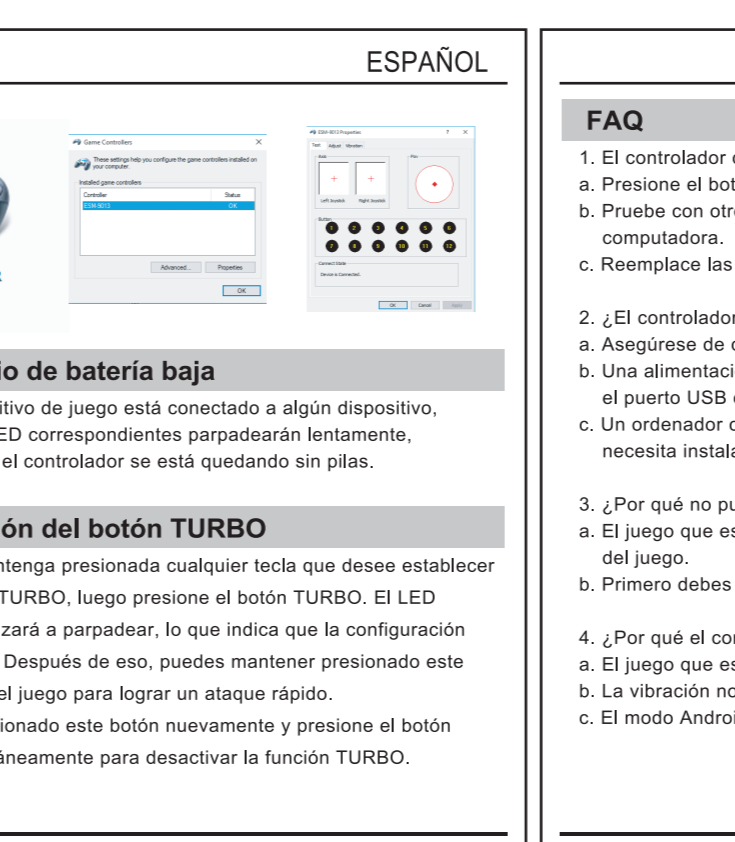 ESPAÑOL
Game Controllers
These settings help you configure the game controllers installed on
your computer.
Installed game controllers
Controller Status
ESM-9013 OK
Advanced... Properties
OK
ESM-9013 Properties ? X
Test Adjust Vibration
Axis
Pov
Left Joystick Right Joystick
Button
1 2 3 4 5 6
7 8 9 10 11 12
Connect State
Device is Connected.
OK Cancel Apply
io de batería baja
itivo de juego está conectado a algún dispositivo,
ED correspondientes parpadearán lentamente,
el controlador se está quedando sin pilas.
ón del botón TURBO
ntenga presionada cualquier tecla que desee establecer
TURBO, luego presione el botón TURBO. El LED
zará a parpadear, lo que indica que la configuración
Después de eso, puedes mantener presionado este
el juego para lograr un ataque rápido.
ionado este botón nuevamente y presione el botón
áneamente para desactivar la función TURBO.
FAQ
1. El controlador
a. Presione el bot
b. Pruebe con otr
computadora.
c. Reemplace las
2. ¿El controlador
a. Asegúrese de
b. Una alimentaci
el puerto USB
c. Un ordenador
necesita instala
3. ¿Por qué no pu
a. El juego que es
del juego.
b. Primero debes
4. ¿Por qué el con
a. El juego que es
b. La vibración no
c. El modo Androi